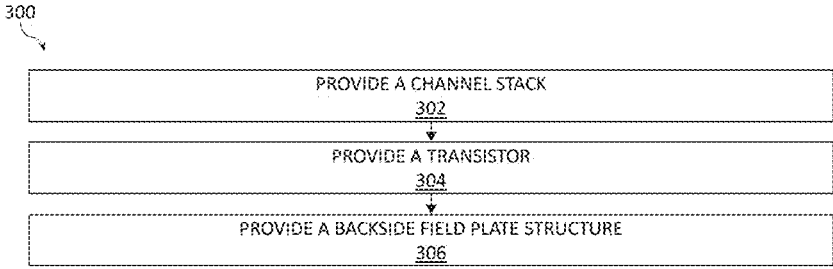 300
PROVIDE A CHANNEL STACK
302
PROVIDE A TRANSISTOR
304
PROVIDE A BACKSIDE FIELD PLATE STRUCTURE
306